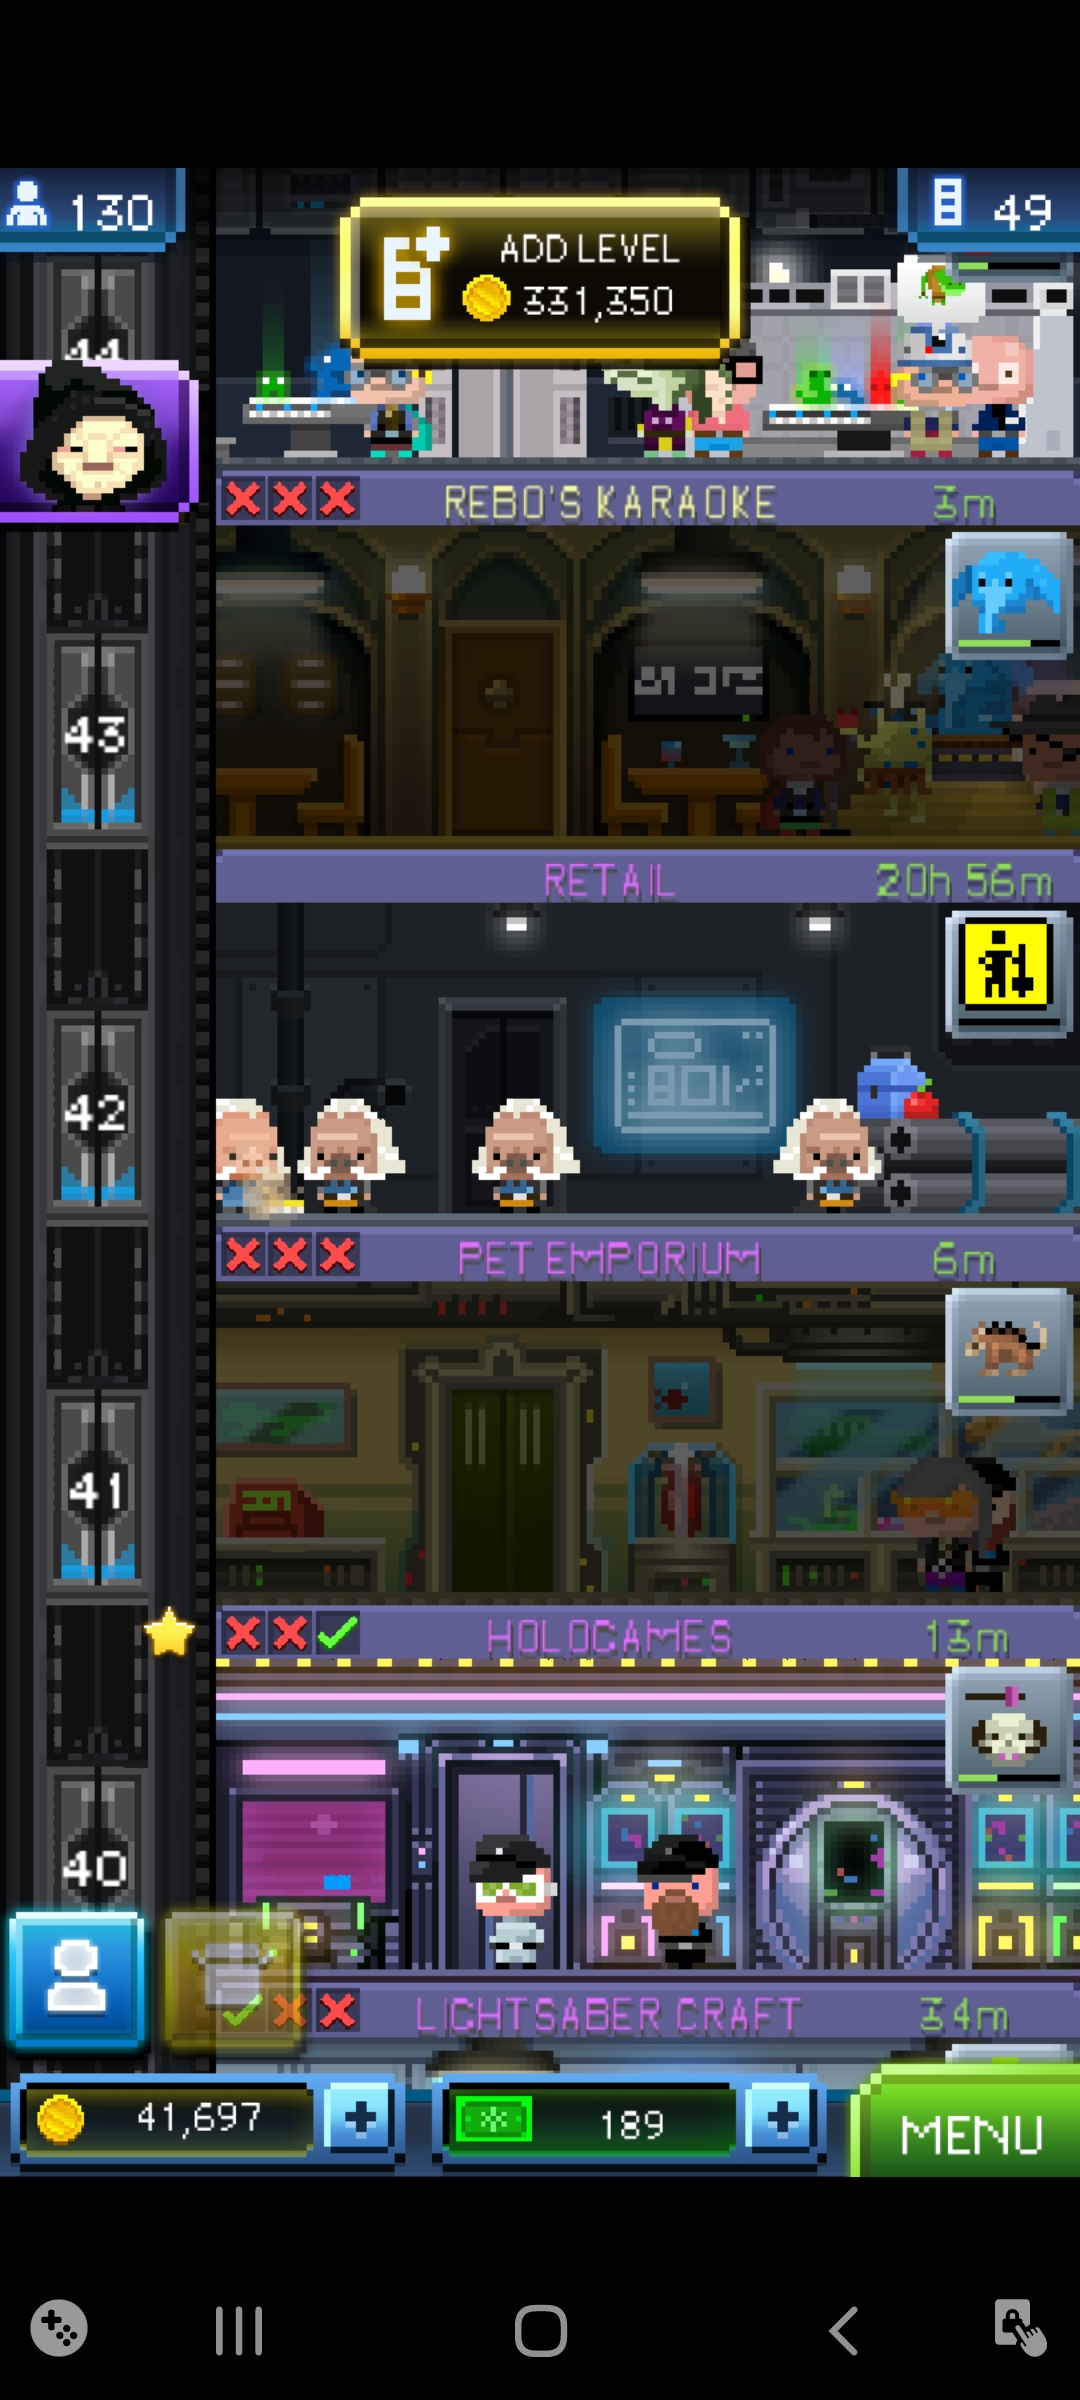 130
ADD LEVEL
331,350
49
44
REBO'S KARAOKE 3m
43
RETAIL 20h 56m
42
PET EMPORIUM 6m
41
HOLOGAMES 13m
40
LIGHTSABER CRAFT 34m
41,697
189
MENU